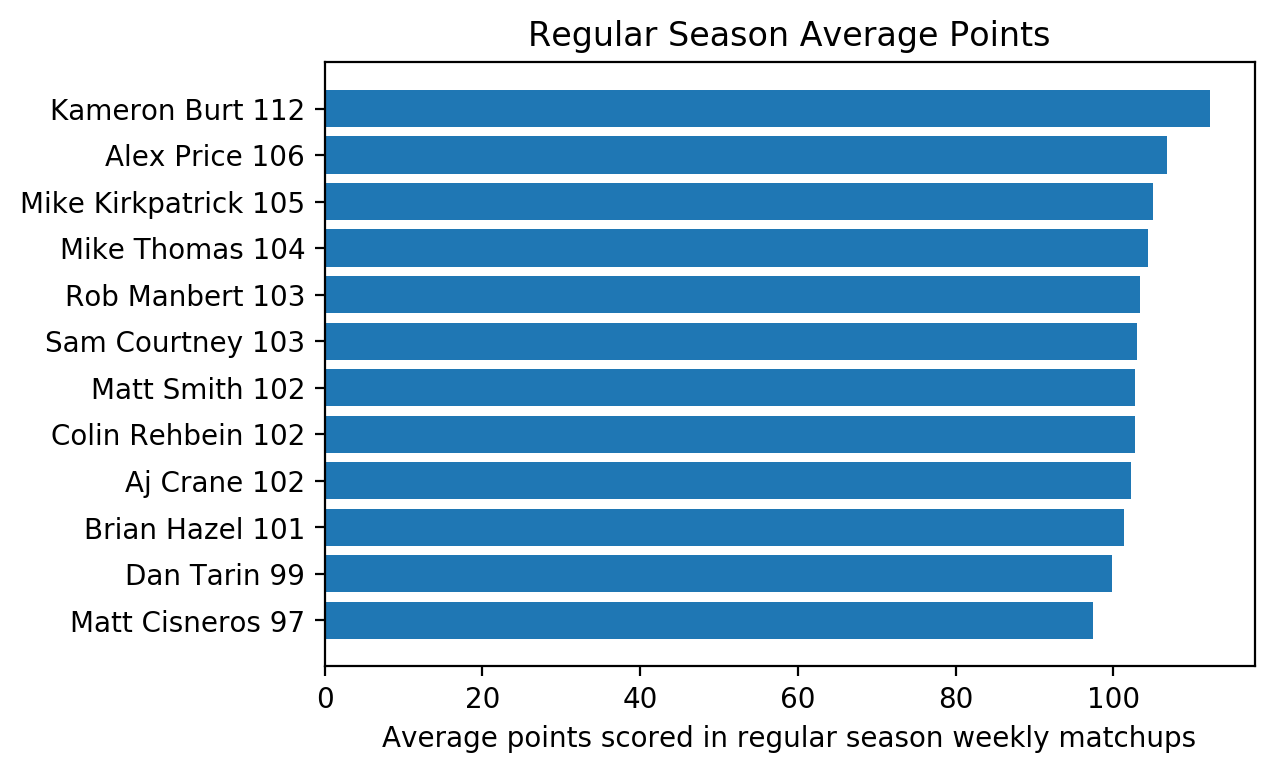 Regular Season Average Points
Kameron Burt 112
Alex Price 106
Mike Kirkpatrick 105
Mike Thomas 104
Rob Manbert 103
Sam Courtney 103
Matt Smith 102
Colin Rehbein 102
Aj Crane 102
Brian Hazel 101
Dan Tarin 99
Matt Cisneros 97
0 20 40 60 80 100
Average points scored in regular season weekly matchups